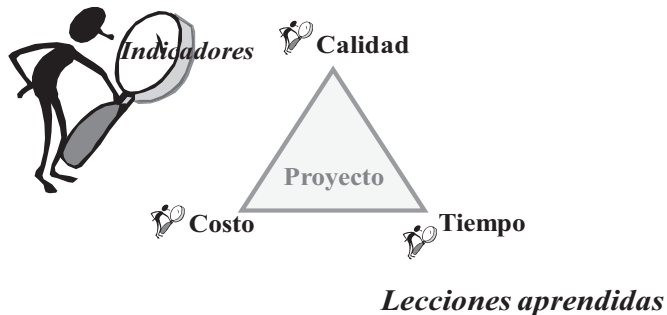 Indicadores
Calidad
Proyecto
Costo
Tiempo
Lecciones aprendidas